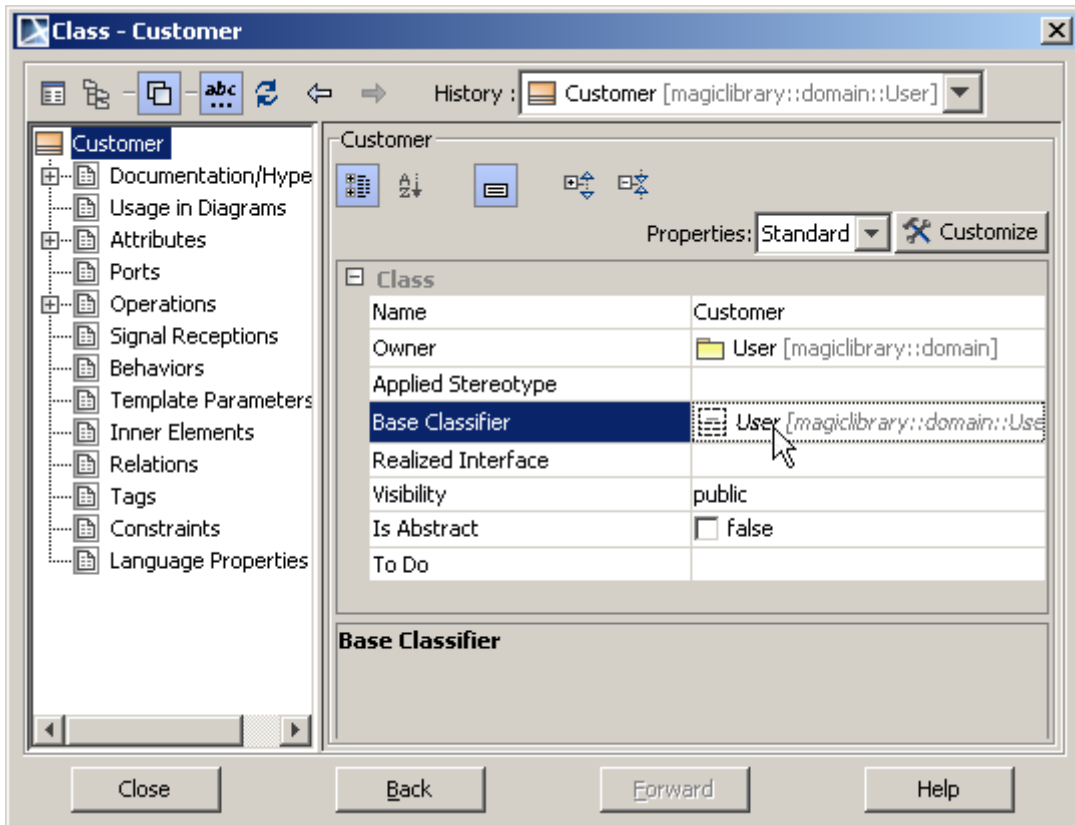 Class - Customer
abc
History : Customer [magiclibrary::domain::User]
Customer
Documentation/Hype
Usage in Diagrams
Attributes
Ports
Operations
Signal Receptions
Behaviors
Template Parameters
Inner Elements
Relations
Tags
Constraints
Language Properties
Customer
A
Z
Properties: Standard Customize
Class
Name Customer
Owner User [magiclibrary::domain]
Applied Stereotype
Base Classifier User [magiclibrary::domain::Use
Realized Interface
Visibility public
Is Abstract false
To Do
Base Classifier
Close Back Forward Help